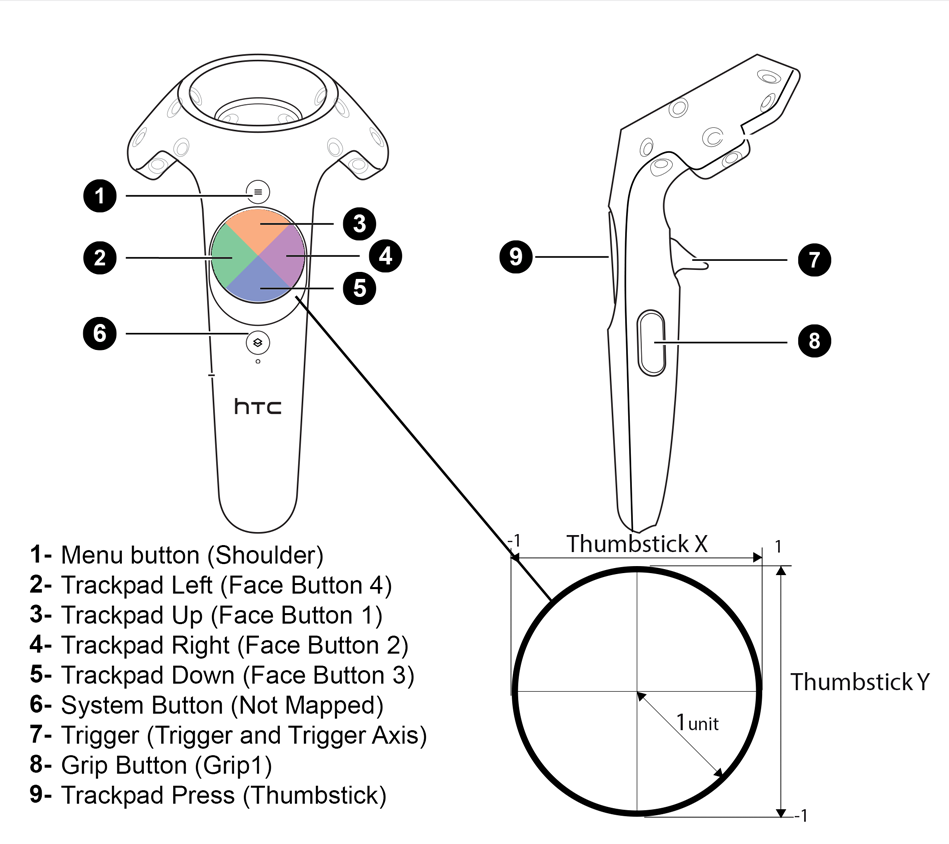 1
2
3
4
5
6
7
8
9
hTC
1- Menu button (Shoulder)
2- Trackpad Left (Face Button 4)
3- Trackpad Up (Face Button 1)
4- Trackpad Right (Face Button 2)
5- Trackpad Down (Face Button 3)
6- System Button (Not Mapped)
7- Trigger (Trigger and Trigger Axis)
8- Grip Button (Grip1)
9- Trackpad Press (Thumbstick)
-1 Thumbstick X 1
Thumbstick Y
1 unit
-1